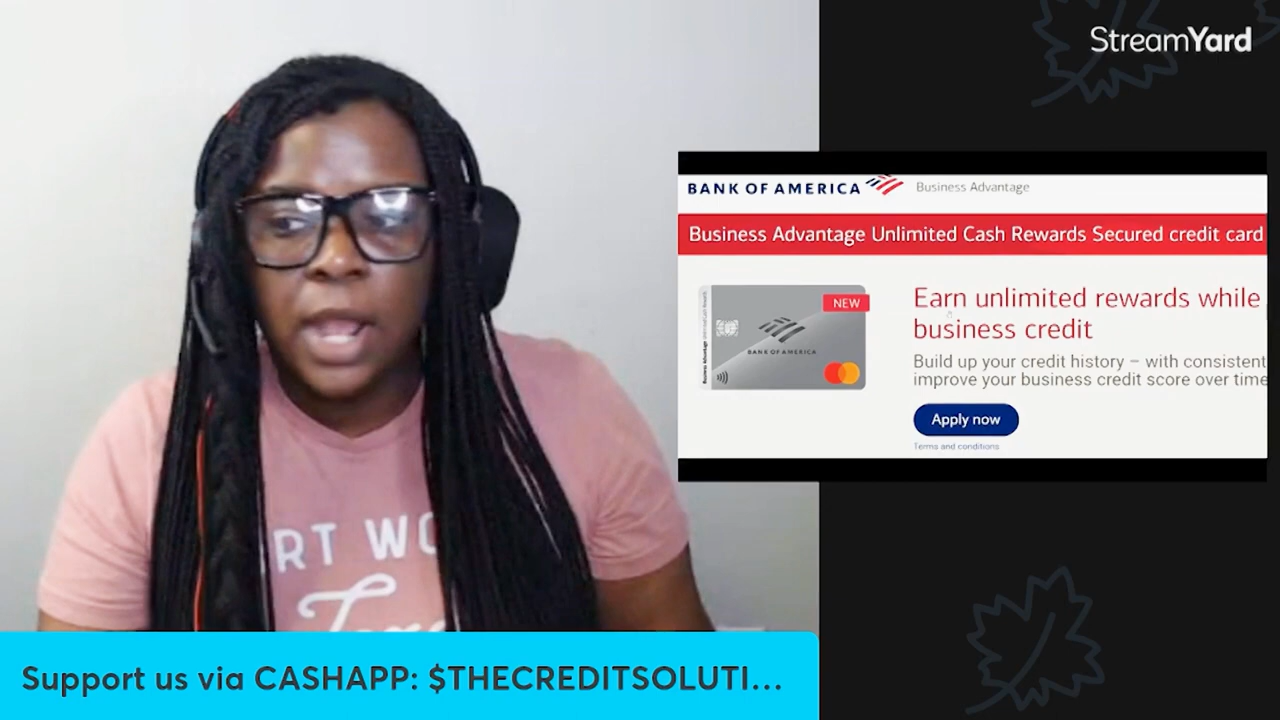 StreamYard
BANK OF AMERICA Business Advantage
Business Advantage Unlimited Cash Rewards Secured credit card
NEW
BANK OF AMERICA
Earn unlimited rewards while
business credit
Build up your credit history – with consistent
improve your business credit score over time
Apply now
Terms and conditions
RT WO
Support us via CASHAPP: $THECREDITSOLUTI...